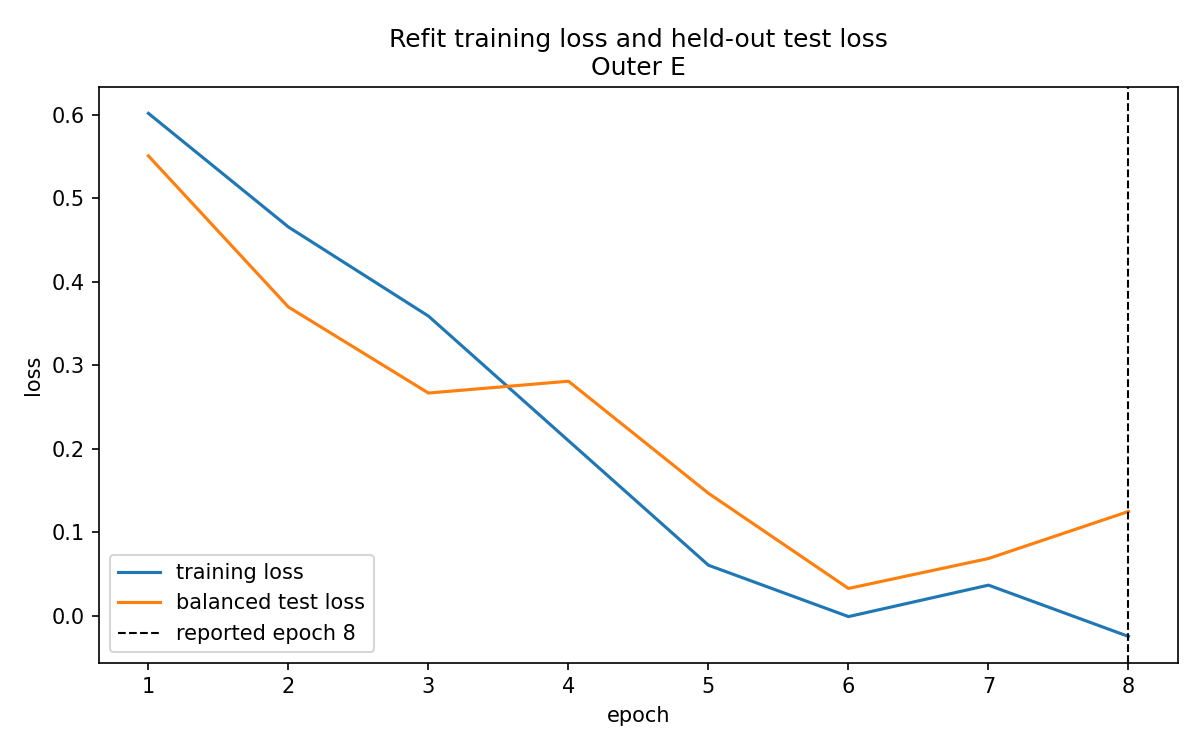 Refit training loss and held-out test loss
Outer E
loss
0.6
0.5
0.4
0.3
0.2
0.1
0.0
training loss
balanced test loss
reported epoch 8
1 2 3 4 5 6 7 8
epoch